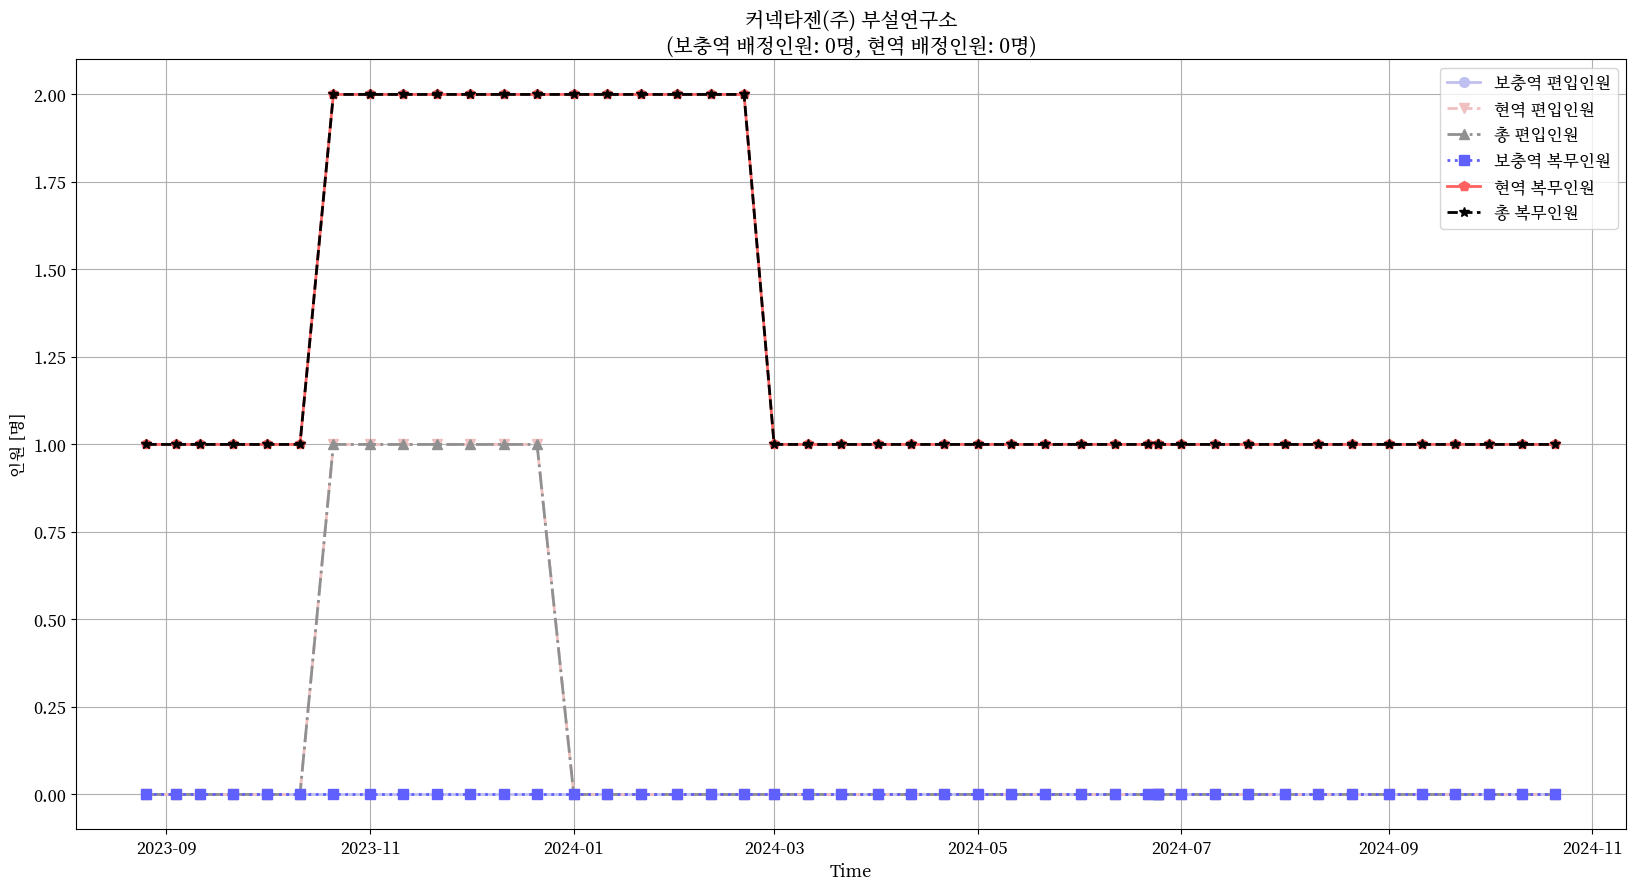 커넥타젠(주) 부설연구소
(보충역 배정인원: 0명, 현역 배정인원: 0명)
보충역 편입인원
현역 편입인원
총 편입인원
보충역 복무인원
현역 복무인원
총 복무인원
인원 [명]
2.00
1.75
1.50
1.25
1.00
0.75
0.50
0.25
0.00
2023-09 2023-11 2024-01 2024-03 2024-05 2024-07 2024-09 2024-11
Time